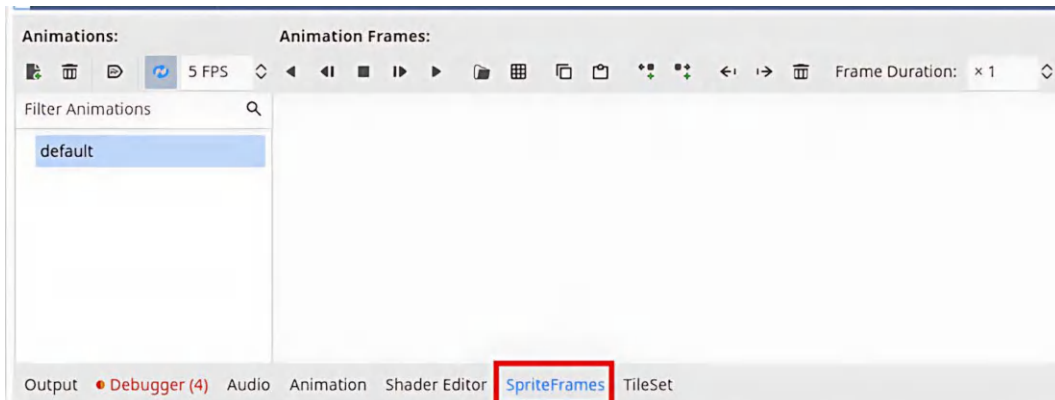 Animations: Animation Frames:
5 FPS Frame Duration: × 1
Filter Animations
default
Output Debugger (4) Audio Animation Shader Editor SpriteFrames TileSet